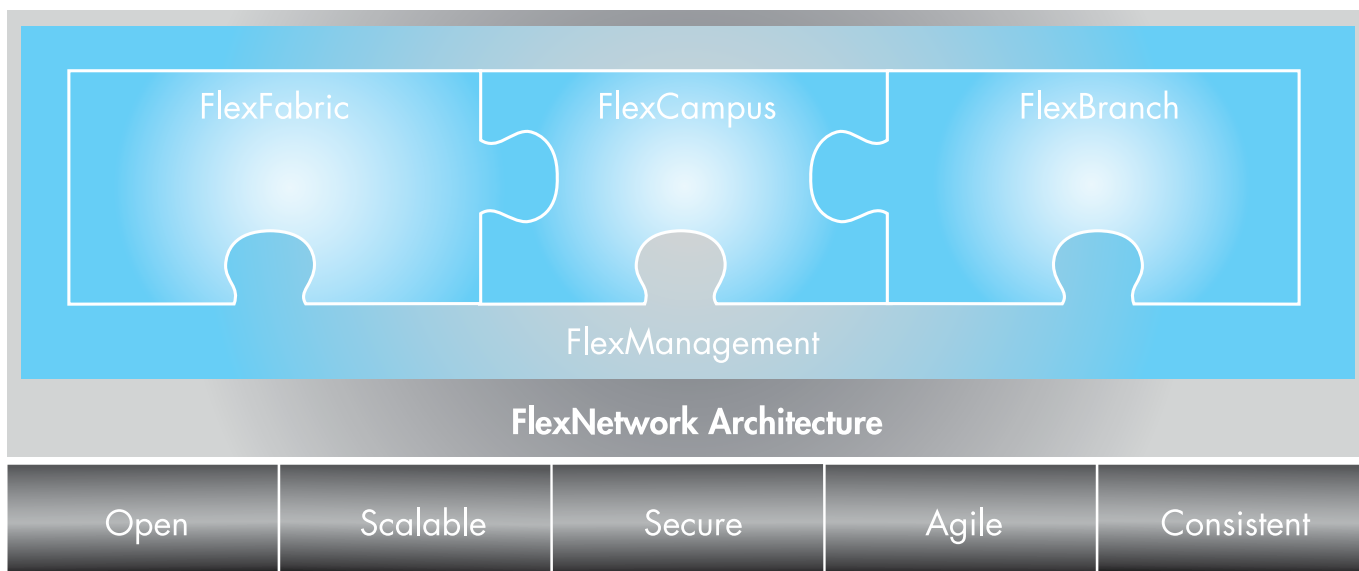 FlexFabric FlexCampus FlexBranch
FlexManagement
FlexNetwork Architecture
Open Scalable Secure Agile Consistent